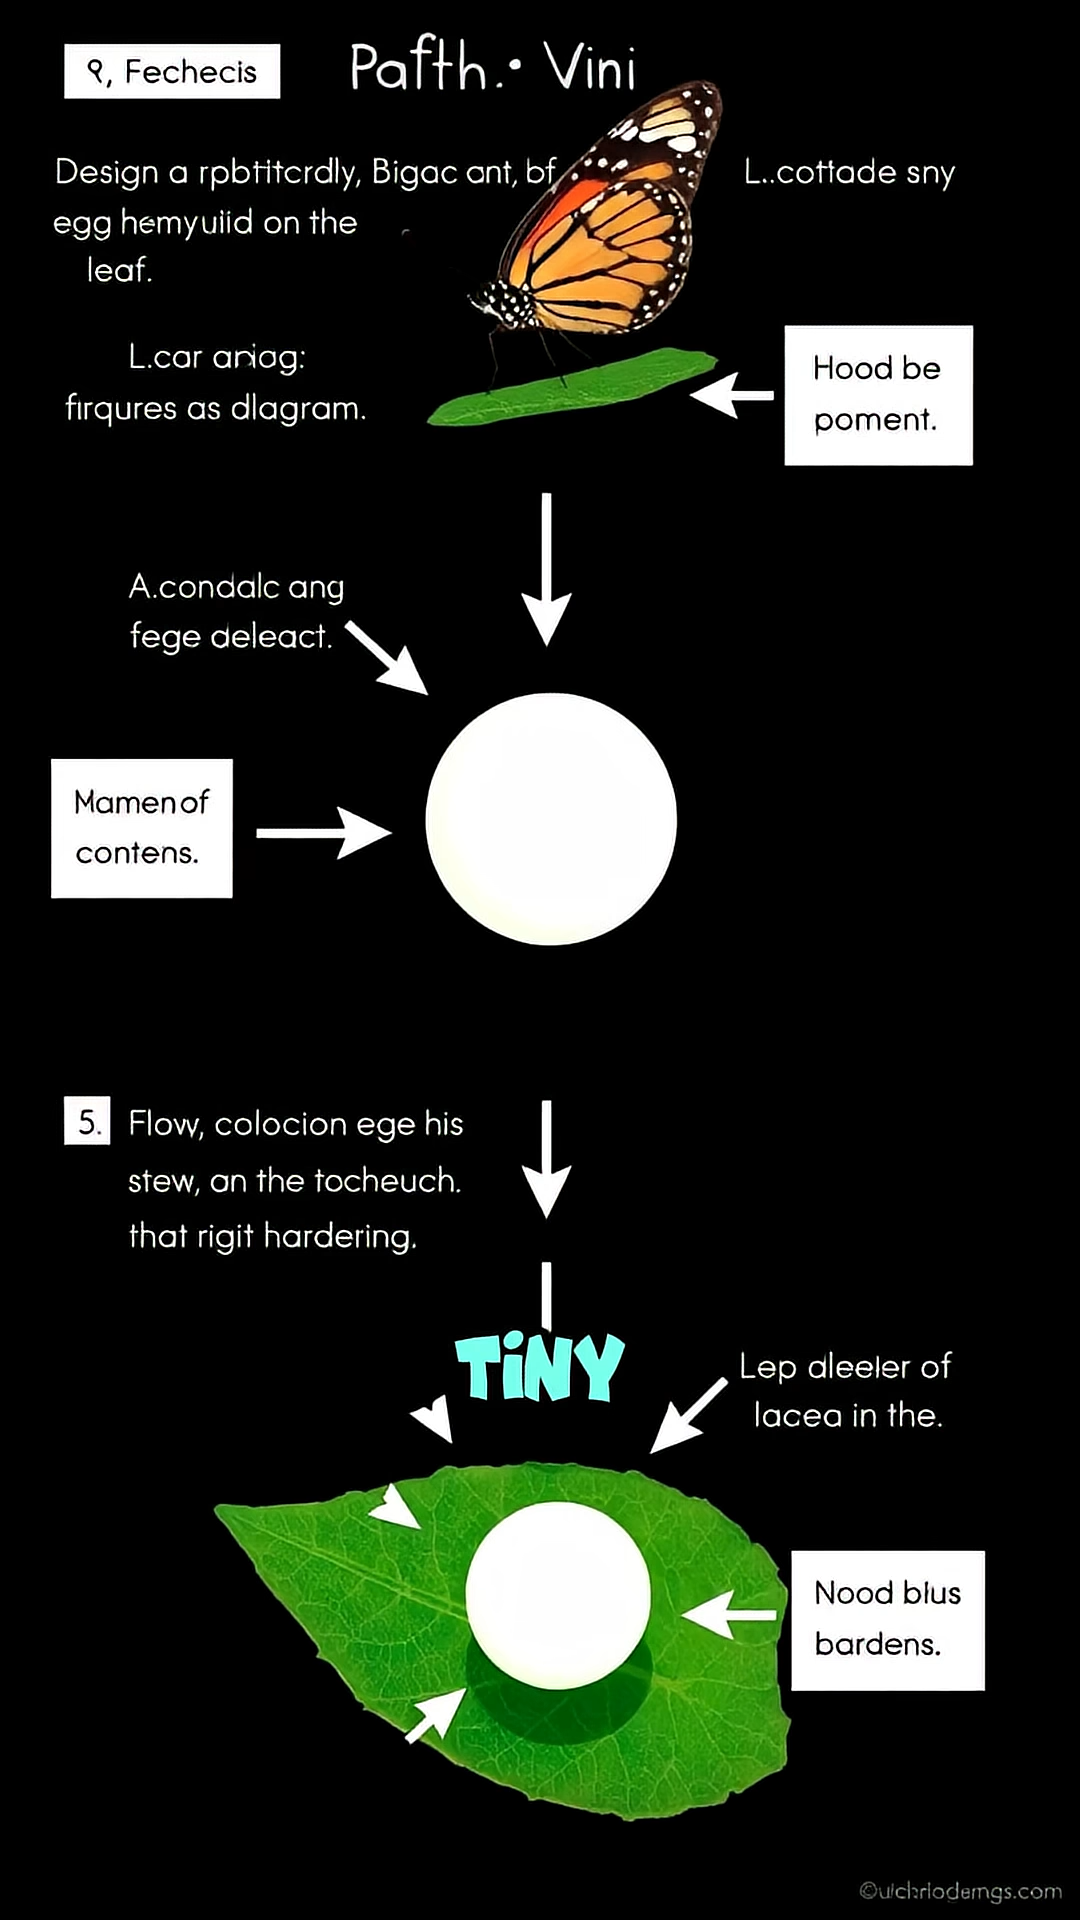 9, Fechecis
Pafth.• Vini
Design a rpbtitcrdly, Bigac ant, bf
L..cottade sny
egg hemyuiid on the
leaf.
L.car aniag:
firqures as dlagram.
Hood be
poment.
A.condalc ang
fege deleact.
Mamen of
contens.
5. Flow, colocion ege his
stew, an the tocheuch.
that rigit hardering.
TiNY
Lep dleeler of
lacea in the.
Nood blus
bardens.